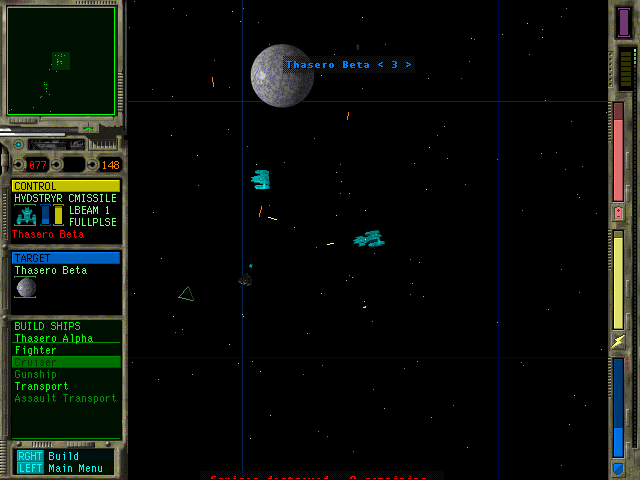 Thasero Beta < 3 >
077 148
CONTROL
HVDSTRYR CMISSILE
LBEAM 1
FULLPLSE
Thasero Beta
TARGET
Thasero Beta
BUILD SHIPS
Thasero Alpha
Fighter
Cruiser
Gunship
Transport
Assault Transport
RGHT Build
LEFT Main Menu